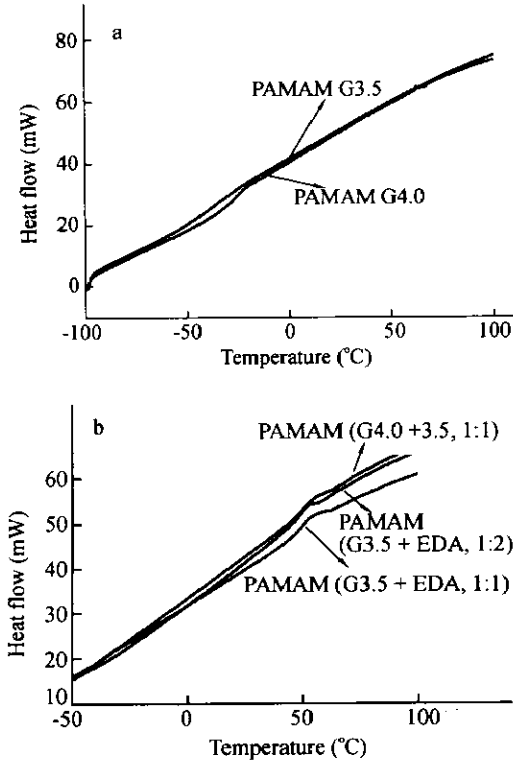 a
80
60
40
20
0
Heat flow (mW)
PAMAM G3.5
PAMAM G4.0
-100
-50
0
50
100
Temperature (°C)
b
60
50
40
30
20
10
Heat flow (mW)
PAMAM (G4.0 +3.5, 1:1)
PAMAM
(G3.5 + EDA, 1:2)
PAMAM (G3.5 + EDA, 1:1)
-50
0
50
100
Temperature (°C)